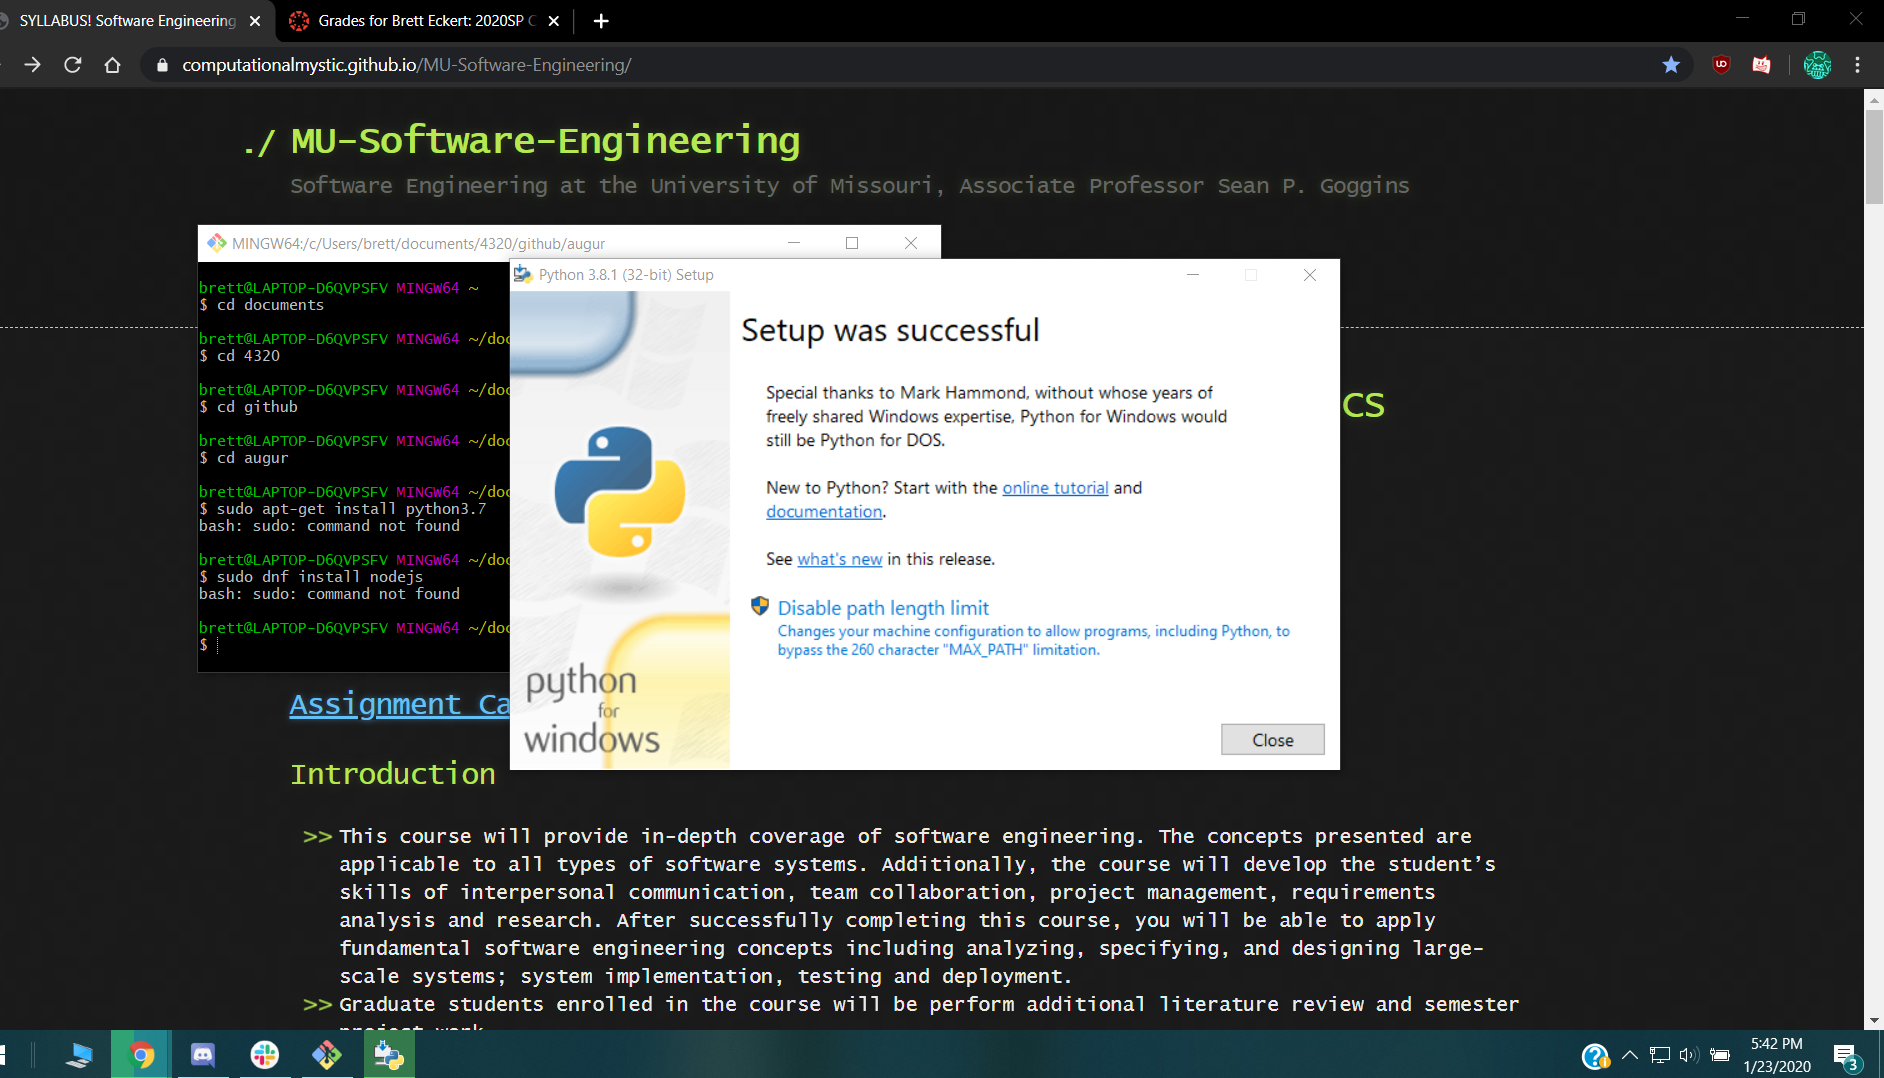 SYLLABUS! Software Engineering
Grades for Brett Eckert: 2020SP C
computationalmystic.github.io/MU-Software-Engineering/
./ MU-Software-Engineering
Software Engineering at the University of Missouri, Associate Professor Sean P. Goggins
MINGW64:/c/Users/brett/documents/4320/github/augur
brett@LAPTOP-D6QVPSFV MINGW64 ~
$ cd documents
brett@LAPTOP-D6QVPSFV MINGW64 ~/doc
$ cd 4320
brett@LAPTOP-D6QVPSFV MINGW64 ~/doc
$ cd github
brett@LAPTOP-D6QVPSFV MINGW64 ~/doc
$ cd augur
brett@LAPTOP-D6QVPSFV MINGW64 ~/doc
$ sudo apt-get install python3.7
bash: sudo: command not found
brett@LAPTOP-D6QVPSFV MINGW64 ~/doc
$ sudo dnf install nodejs
bash: sudo: command not found
brett@LAPTOP-D6QVPSFV MINGW64 ~/doc
$
Python 3.8.1 (32-bit) Setup
Setup was successful
Special thanks to Mark Hammond, without whose years of
freely shared Windows expertise, Python for Windows would
still be Python for DOS.
New to Python? Start with the online tutorial and
documentation.
See what's new in this release.
Disable path length limit
Changes your machine configuration to allow programs, including Python, to
bypass the 260 character "MAX_PATH" limitation.
python
for
windows
Close
cs
Assignment Ca
Introduction
>> This course will provide in-depth coverage of software engineering. The concepts presented are
applicable to all types of software systems. Additionally, the course will develop the student’s
skills of interpersonal communication, team collaboration, project management, requirements
analysis and research. After successfully completing this course, you will be able to apply
fundamental software engineering concepts including analyzing, specifying, and designing large-
scale systems; system implementation, testing and deployment.
>> Graduate students enrolled in the course will be perform additional literature review and semester
project work
5:42 PM
1/23/2020
3